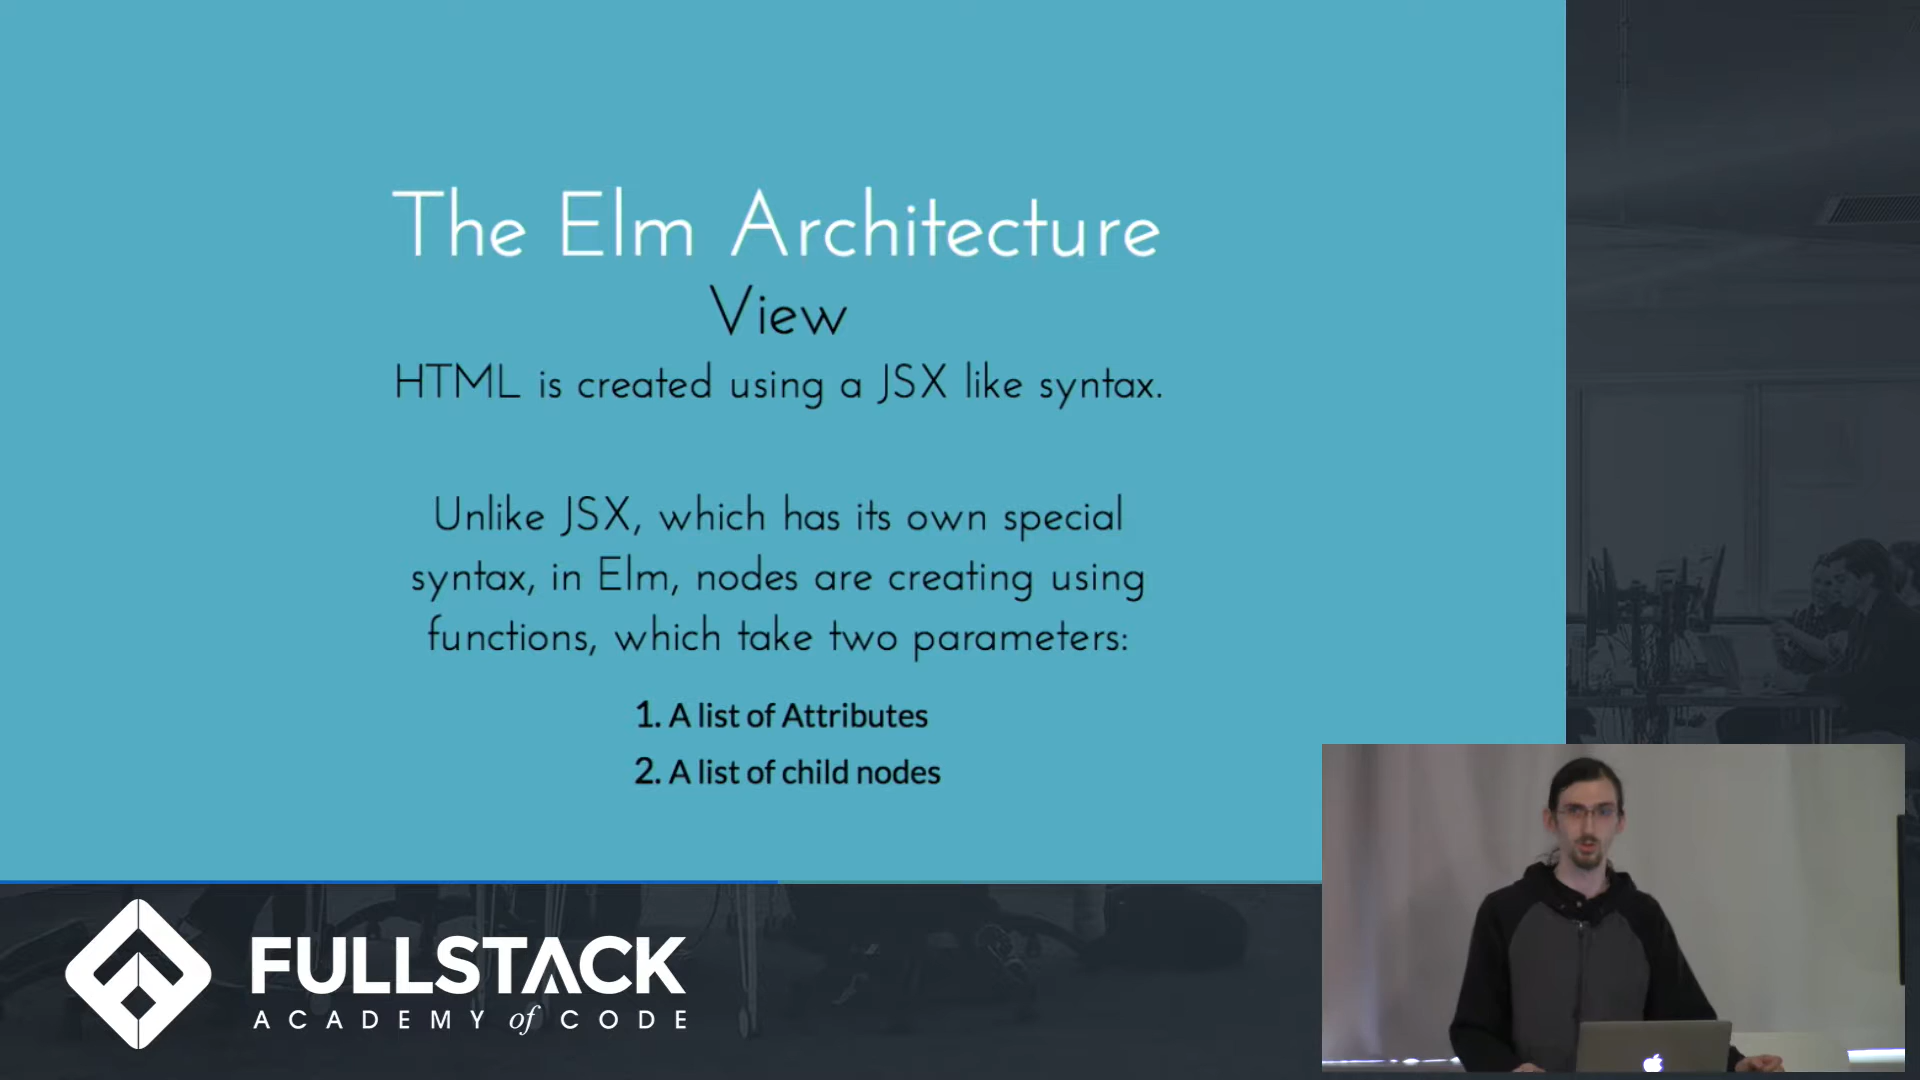 The Elm Architecture
View
HTML is created using a JSX like syntax.
Unlike JSX, which has its own special
syntax, in Elm, nodes are creating using
functions, which take two parameters:
1. A list of Attributes
2. A list of child nodes
FULLSTACK
ACADEMY of CODE